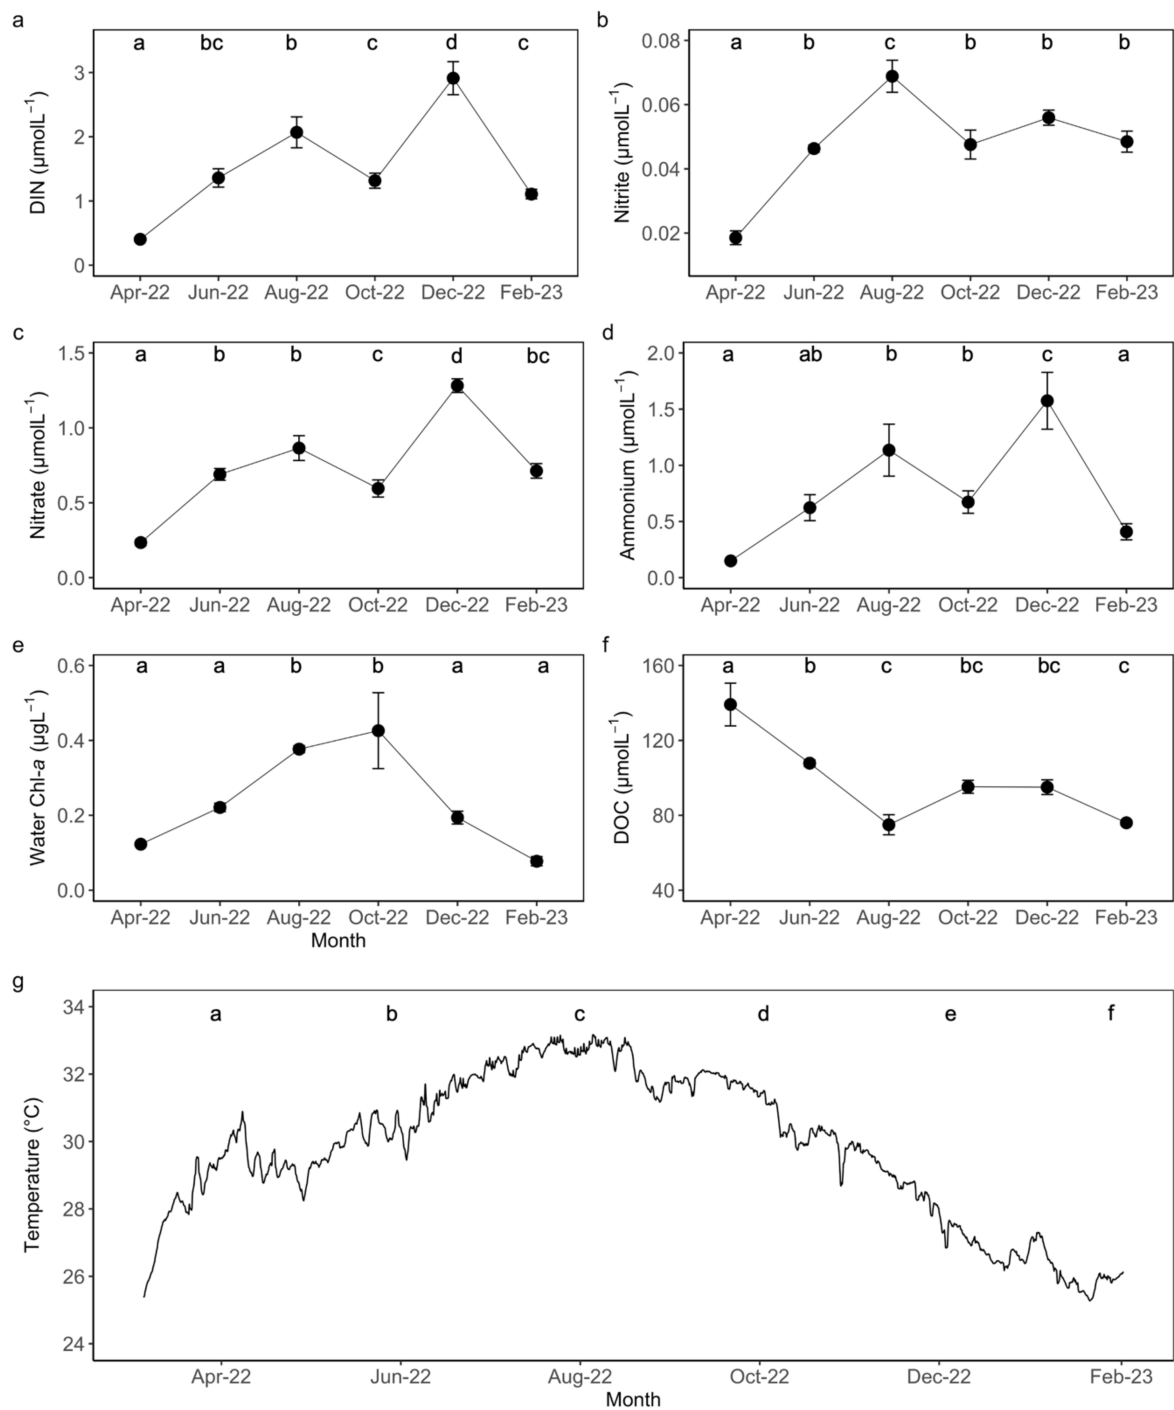 a
b
a bc b c d c
a b c b b b
DIN (μmolL⁻¹)
3
2
1
0
Apr-22 Jun-22 Aug-22 Oct-22 Dec-22 Feb-23
Nitrite (μmolL⁻¹)
0.08
0.06
0.04
0.02
Apr-22 Jun-22 Aug-22 Oct-22 Dec-22 Feb-23
c
d
a b b c d bc
a ab b b c a
Nitrate (μmolL⁻¹)
1.5
1.0
0.5
0.0
Apr-22 Jun-22 Aug-22 Oct-22 Dec-22 Feb-23
Ammonium (μmolL⁻¹)
2.0
1.5
1.0
0.5
0.0
Apr-22 Jun-22 Aug-22 Oct-22 Dec-22 Feb-23
e
f
a a b b a a
a b c bc bc c
Water Chl-a (μgL⁻¹)
0.6
0.4
0.2
0.0
Apr-22 Jun-22 Aug-22 Oct-22 Dec-22 Feb-23
Month
DOC (μmolL⁻¹)
160
120
80
40
Apr-22 Jun-22 Aug-22 Oct-22 Dec-22 Feb-23
g
a b c d e f
Temperature (°C)
34
32
30
28
26
24
Apr-22 Jun-22 Aug-22 Oct-22 Dec-22 Feb-23
Month